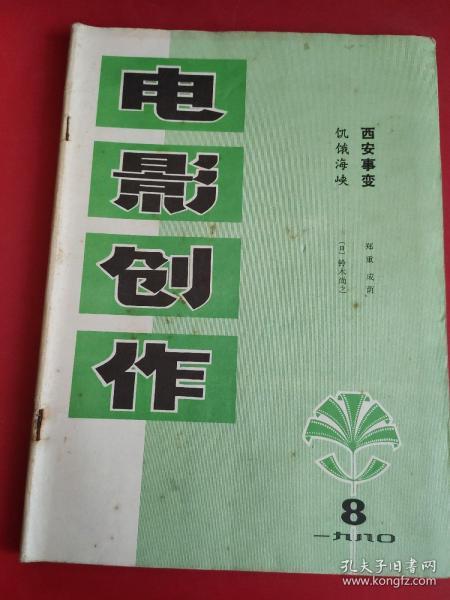 电影创作
西安事变
郑重 成荫
饥饿海峡
〔日〕铃木尚之
8
一九八〇
孔夫子旧书网
www.kongfz.com